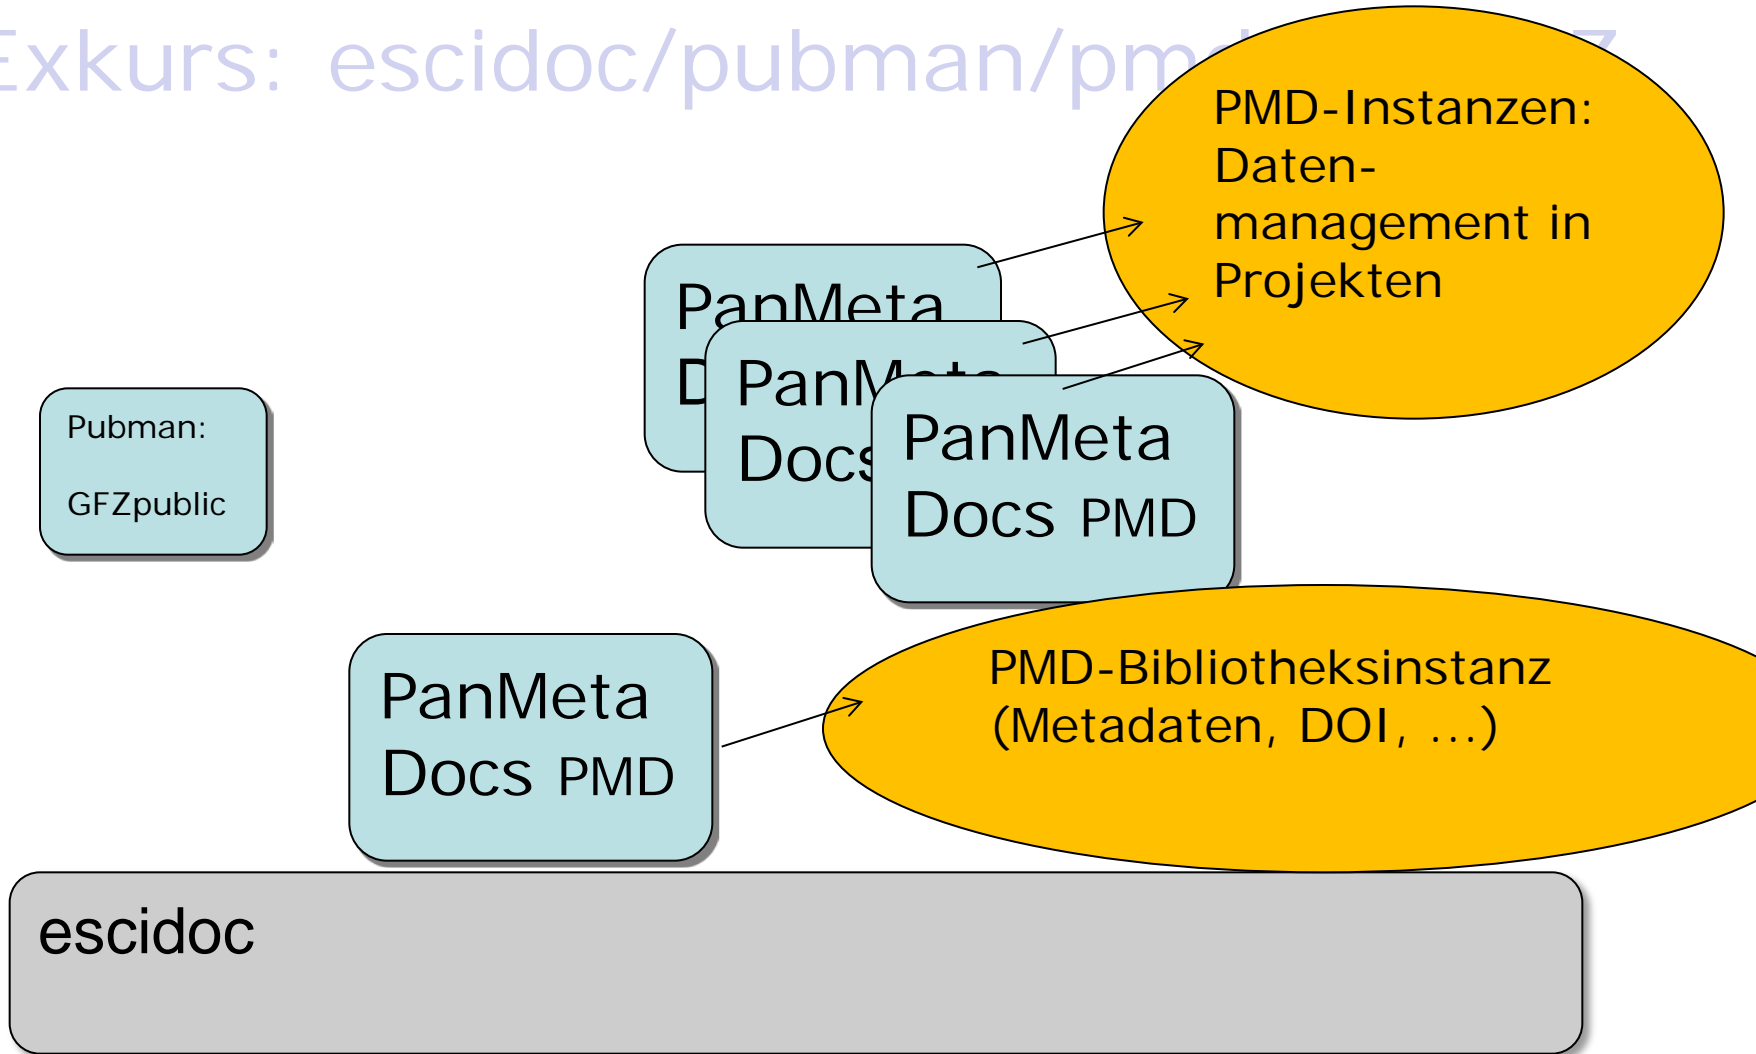 Exkurs: escidoc/pubman/
PMD-Instanzen:
Daten-
management in
Projekten
PanMeta
PanMeta
Docs
PanMeta
Docs PMD
Pubman:
GFZpublic
PanMeta
Docs PMD
PMD-Bibliotheksinstanz
(Metadaten, DOI, ...)
escidoc